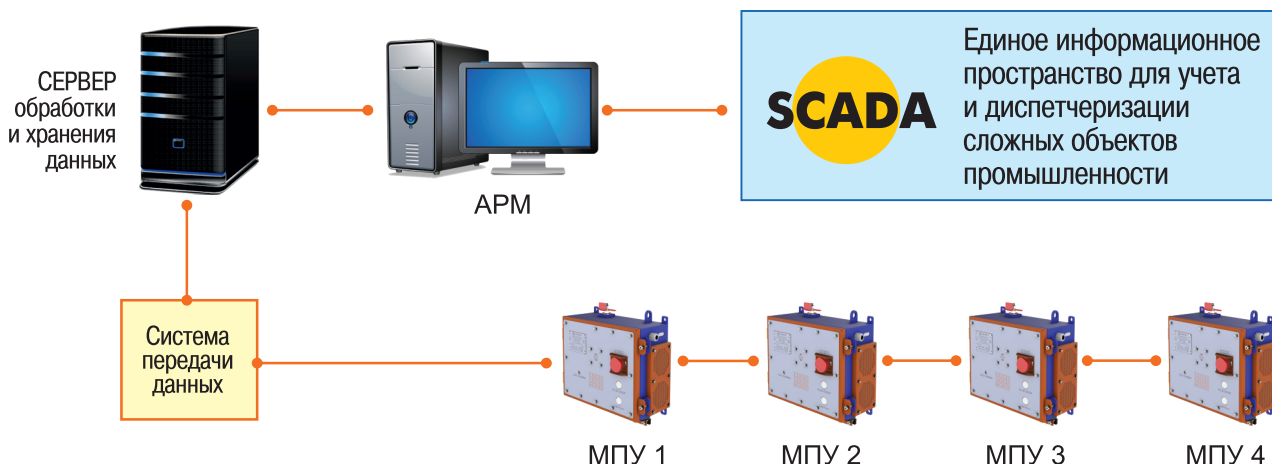 СЕРВЕР
обработки
и хранения
данных
АРМ
SCADA
Единое информационное
пространство для учета
и диспетчеризации
сложных объектов
промышленности
Система
передачи
данных
МПУ 1
МПУ 2
МПУ 3
МПУ 4